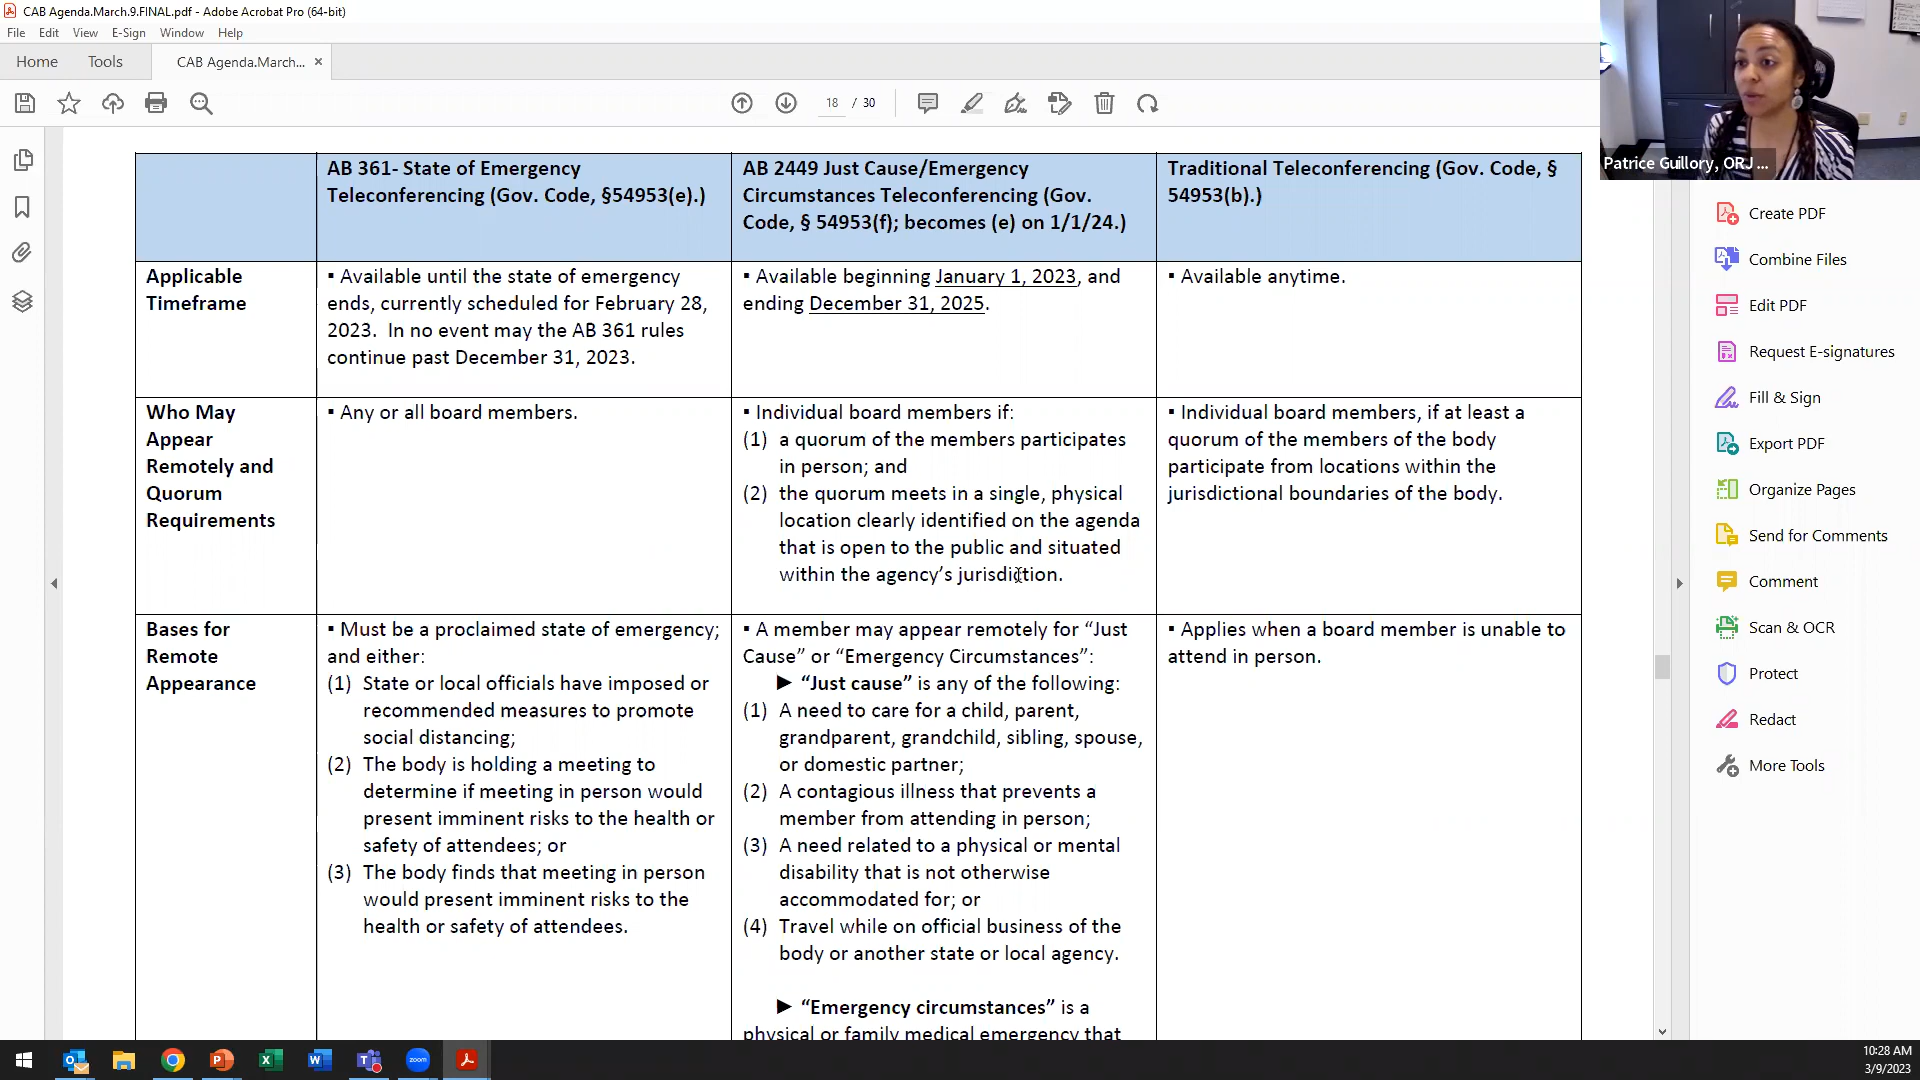 CAB Agenda.March.9.FINAL.pdf - Adobe Acrobat Pro (64-bit)
File Edit View E-Sign Window Help
Home Tools CAB Agenda.March... ×
18 / 30
Patrice Guillory, ORJ ...
AB 361- State of Emergency
Teleconferencing (Gov. Code, §54953(e).)
AB 2449 Just Cause/Emergency
Circumstances Teleconferencing (Gov.
Code, § 54953(f); becomes (e) on 1/1/24.)
Traditional Teleconferencing (Gov. Code, §
54953(b).)
Applicable
Timeframe
▪ Available until the state of emergency
ends, currently scheduled for February 28,
2023. In no event may the AB 361 rules
continue past December 31, 2023.
▪ Available beginning January 1, 2023, and
ending December 31, 2025.
▪ Available anytime.
Who May
Appear
Remotely and
Quorum
Requirements
▪ Any or all board members.
▪ Individual board members if:
(1) a quorum of the members participates
in person; and
(2) the quorum meets in a single, physical
location clearly identified on the agenda
that is open to the public and situated
within the agency’s jurisdiction.
▪ Individual board members, if at least a
quorum of the members of the body
participate from locations within the
jurisdictional boundaries of the body.
Bases for
Remote
Appearance
▪ Must be a proclaimed state of emergency;
and either:
(1) State or local officials have imposed or
recommended measures to promote
social distancing;
(2) The body is holding a meeting to
determine if meeting in person would
present imminent risks to the health or
safety of attendees; or
(3) The body finds that meeting in person
would present imminent risks to the
health or safety of attendees.
▪ A member may appear remotely for “Just
Cause” or “Emergency Circumstances”:
► “Just cause” is any of the following:
(1) A need to care for a child, parent,
grandparent, grandchild, sibling, spouse,
or domestic partner;
(2) A contagious illness that prevents a
member from attending in person;
(3) A need related to a physical or mental
disability that is not otherwise
accommodated for; or
(4) Travel while on official business of the
body or another state or local agency.
► “Emergency circumstances” is a
physical or family medical emergency that
▪ Applies when a board member is unable to
attend in person.
Create PDF
Combine Files
Edit PDF
Request E-signatures
Fill & Sign
Export PDF
Organize Pages
Send for Comments
Comment
Scan & OCR
Protect
Redact
More Tools
zoom
10:28 AM
3/9/2023